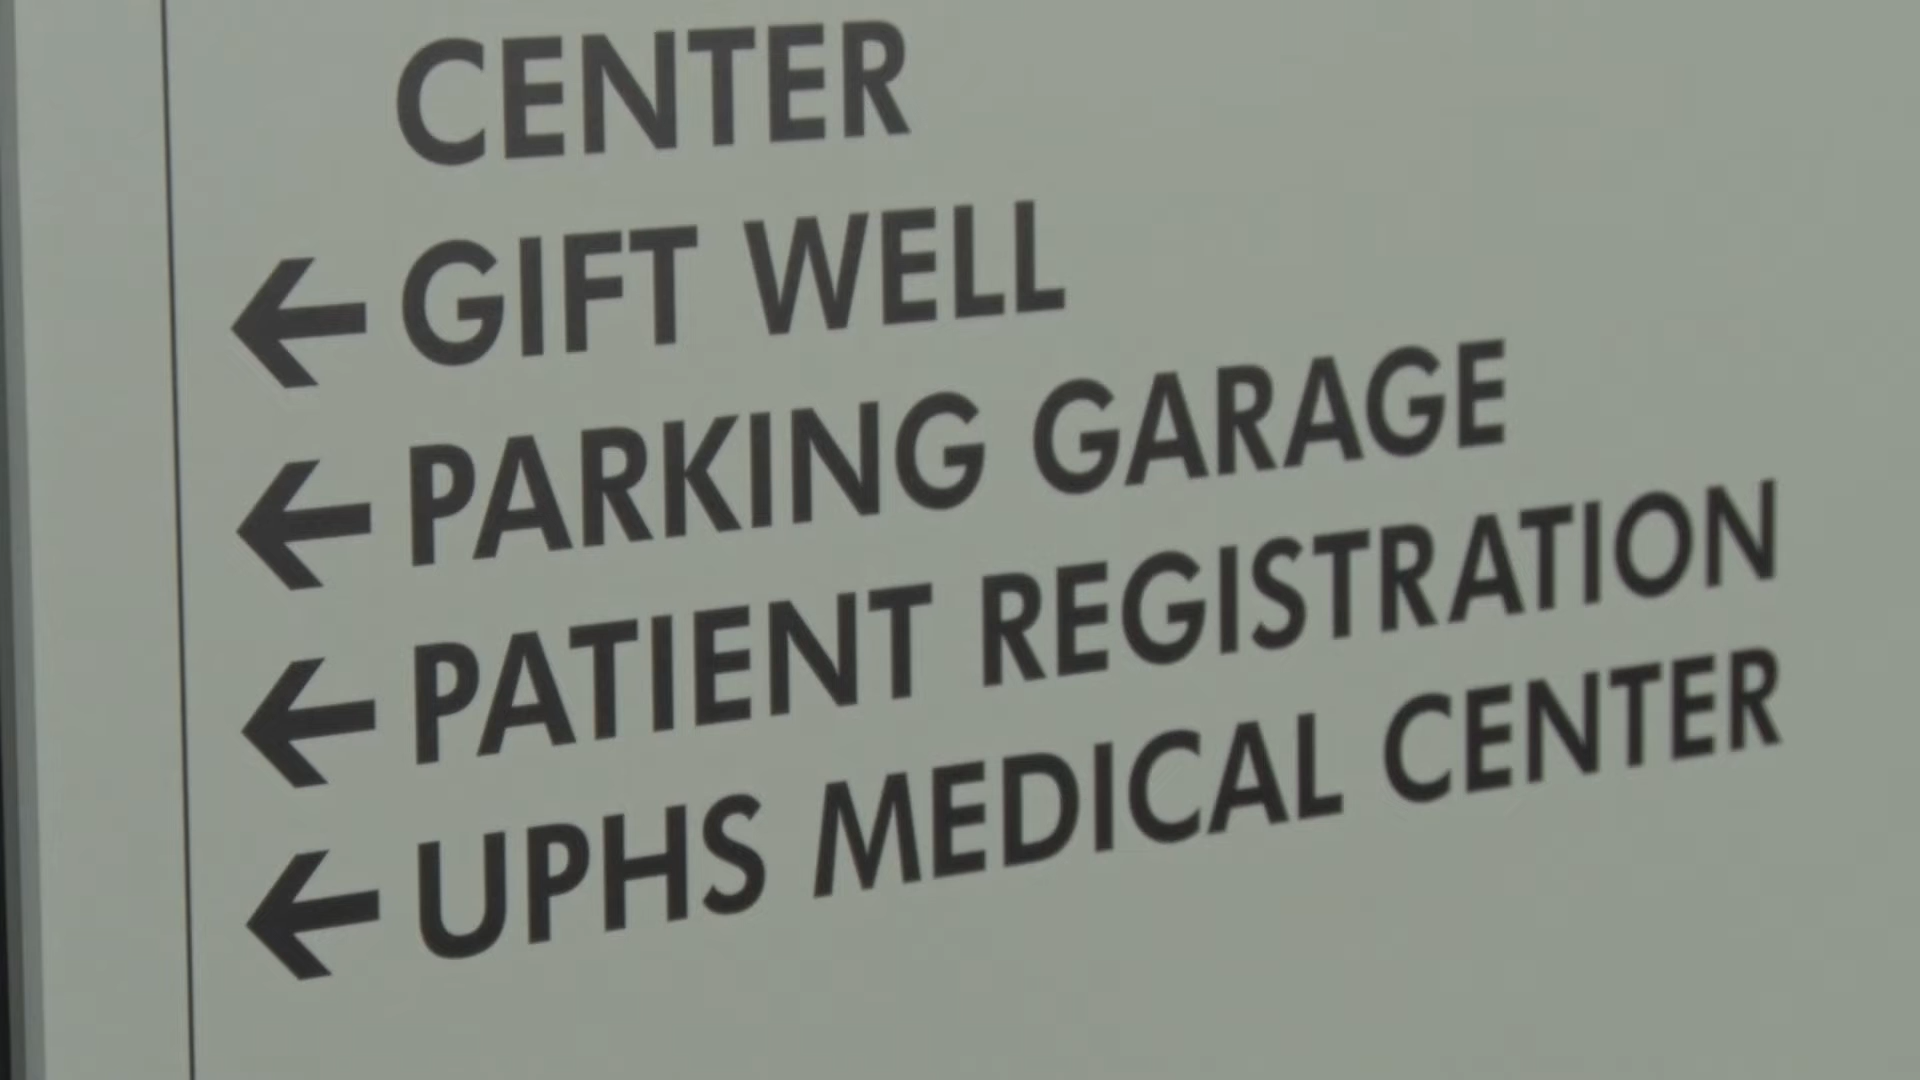 CENTER
← GIFT WELL
← PARKING GARAGE
← PATIENT REGISTRATION
← UPHS MEDICAL CENTER